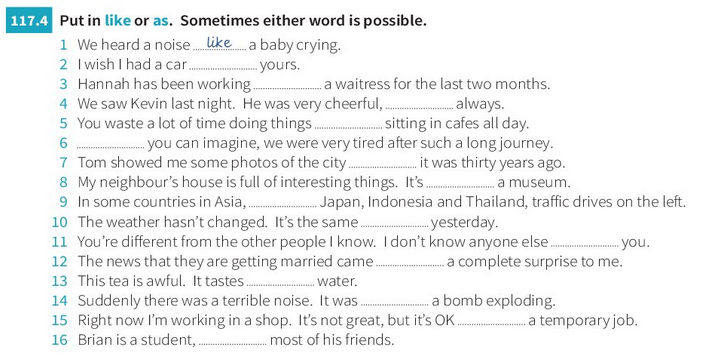 117.4 Put in like or as. Sometimes either word is possible.
1 We heard a noise like a baby crying.
2 I wish I had a car .................... yours.
3 Hannah has been working .................... a waitress for the last two months.
4 We saw Kevin last night. He was very cheerful, .................... always.
5 You waste a lot of time doing things .................... sitting in cafes all day.
6 .................... you can imagine, we were very tired after such a long journey.
7 Tom showed me some photos of the city .................... it was thirty years ago.
8 My neighbour’s house is full of interesting things. It’s .................... a museum.
9 In some countries in Asia, .................... Japan, Indonesia and Thailand, traffic drives on the left.
10 The weather hasn’t changed. It’s the same .................... yesterday.
11 You’re different from the other people I know. I don’t know anyone else .................... you.
12 The news that they are getting married came .................... a complete surprise to me.
13 This tea is awful. It tastes .................... water.
14 Suddenly there was a terrible noise. It was .................... a bomb exploding.
15 Right now I’m working in a shop. It’s not great, but it’s OK .................... a temporary job.
16 Brian is a student, .................... most of his friends.